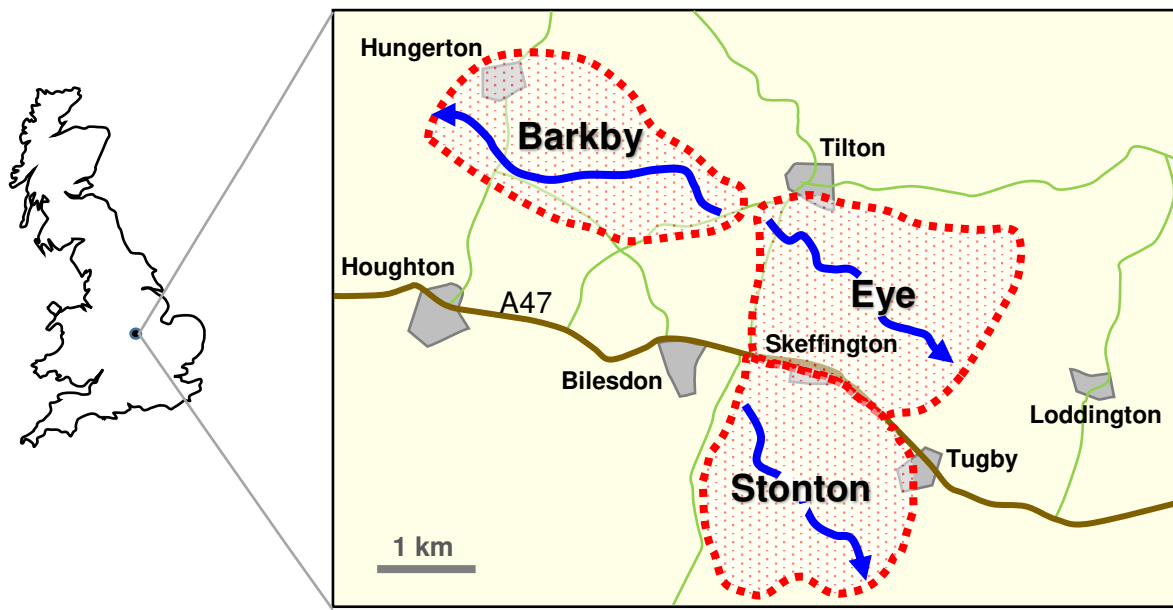 Hungerton
Barkby
Tilton
Houghton
A47
Eye
Skeffington
Bilesdon
Loddington
Tugby
Stonton
1 km